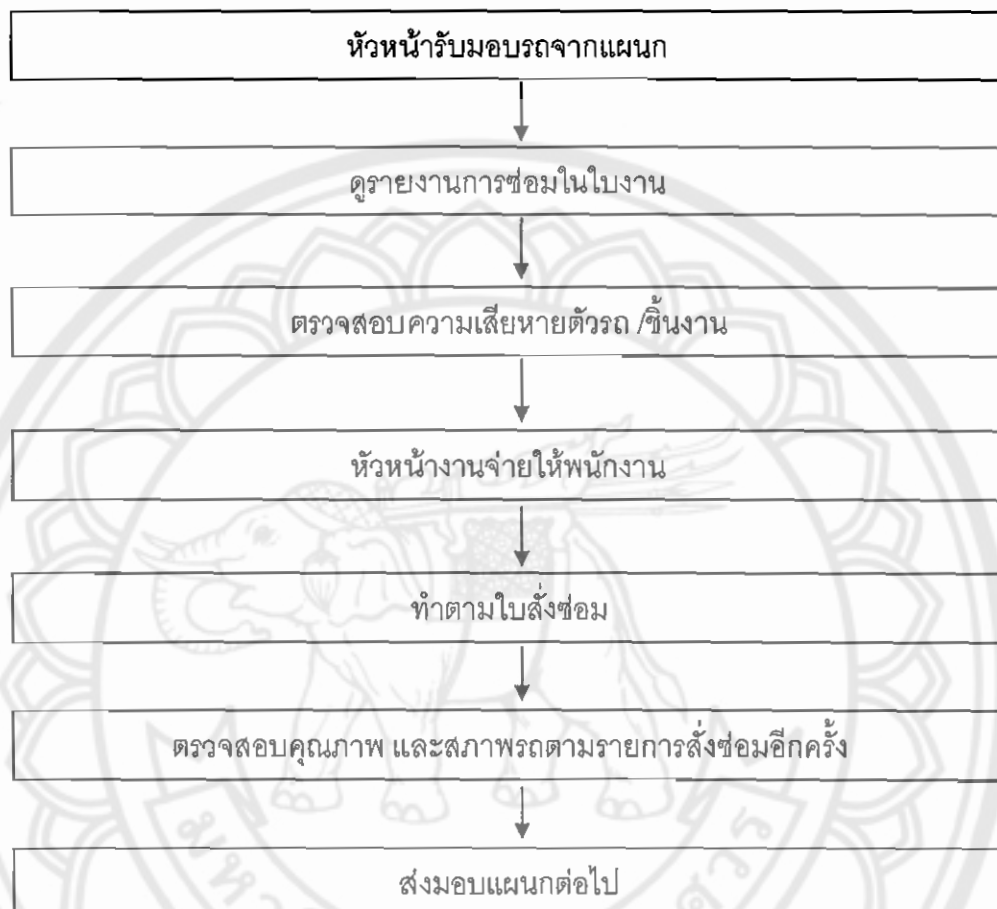 หัวหน้ารับมอบรถจากแผนก
ดูรายงานการซ่อมในใบงาน
ตรวจสอบความเสียหายตัวรถ /ชิ้นงาน
หัวหน้างานจ่ายให้พนักงาน
ทำตามใบสั่งซ่อม
ตรวจสอบคุณภาพ และสภาพรถตามรายการสั่งซ่อมอีกครั้ง
ส่งมอบแผนกต่อไป